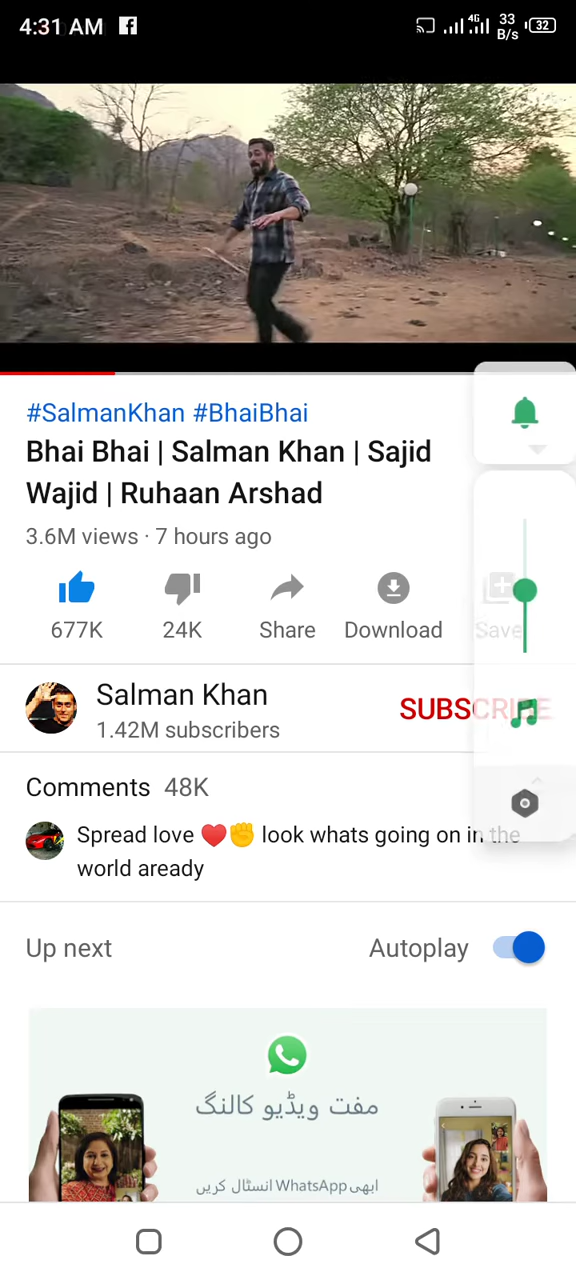 4:31 AM
4G
33
B/s
32
#SalmanKhan #BhaiBhai
Bhai Bhai | Salman Khan | Sajid
Wajid | Ruhaan Arshad
3.6M views · 7 hours ago
677K
24K
Share
Download
Save
Salman Khan
SUBSCRIBE
1.42M subscribers
Comments 48K
Spread love ❤️✊ look whats going on in the
world aready
Up next
Autoplay
مفت ویڈیو کالنگ
ابھی WhatsApp انسٹال کریں